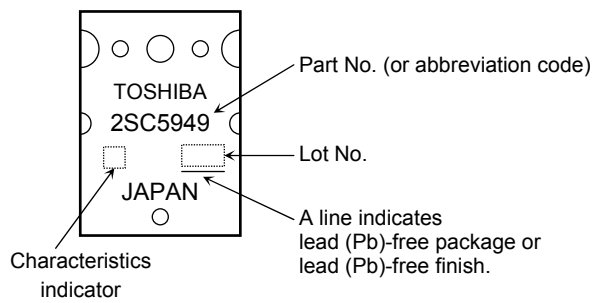 TOSHIBA
2SC5949
JAPAN
Part No. (or abbreviation code)
Lot No.
A line indicates
lead (Pb)-free package or
lead (Pb)-free finish.
Characteristics
indicator